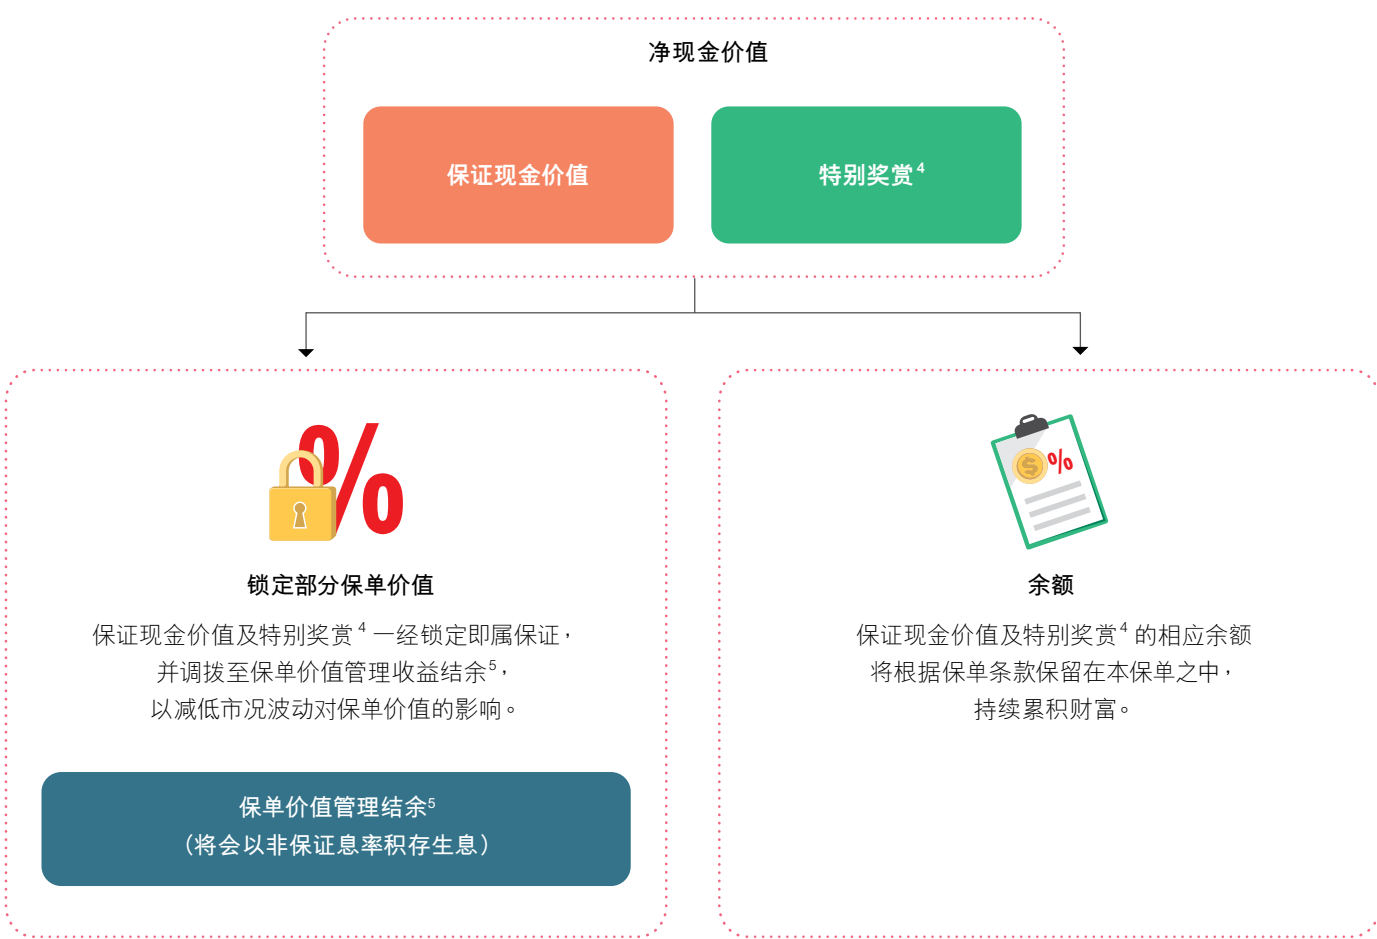 净现金价值
保证现金价值
特别奖赏4
%
%
锁定部分保单价值
保证现金价值及特别奖赏4一经锁定即属保证，
并调拨至保单价值管理收益结余5，
以减低市况波动对保单价值的影响。
保单价值管理结余5
（将会以非保证息率积存生息）
$
余额
保证现金价值及特别奖赏4的相应余额
将根据保单条款保留在本保单之中，
持续累积财富。